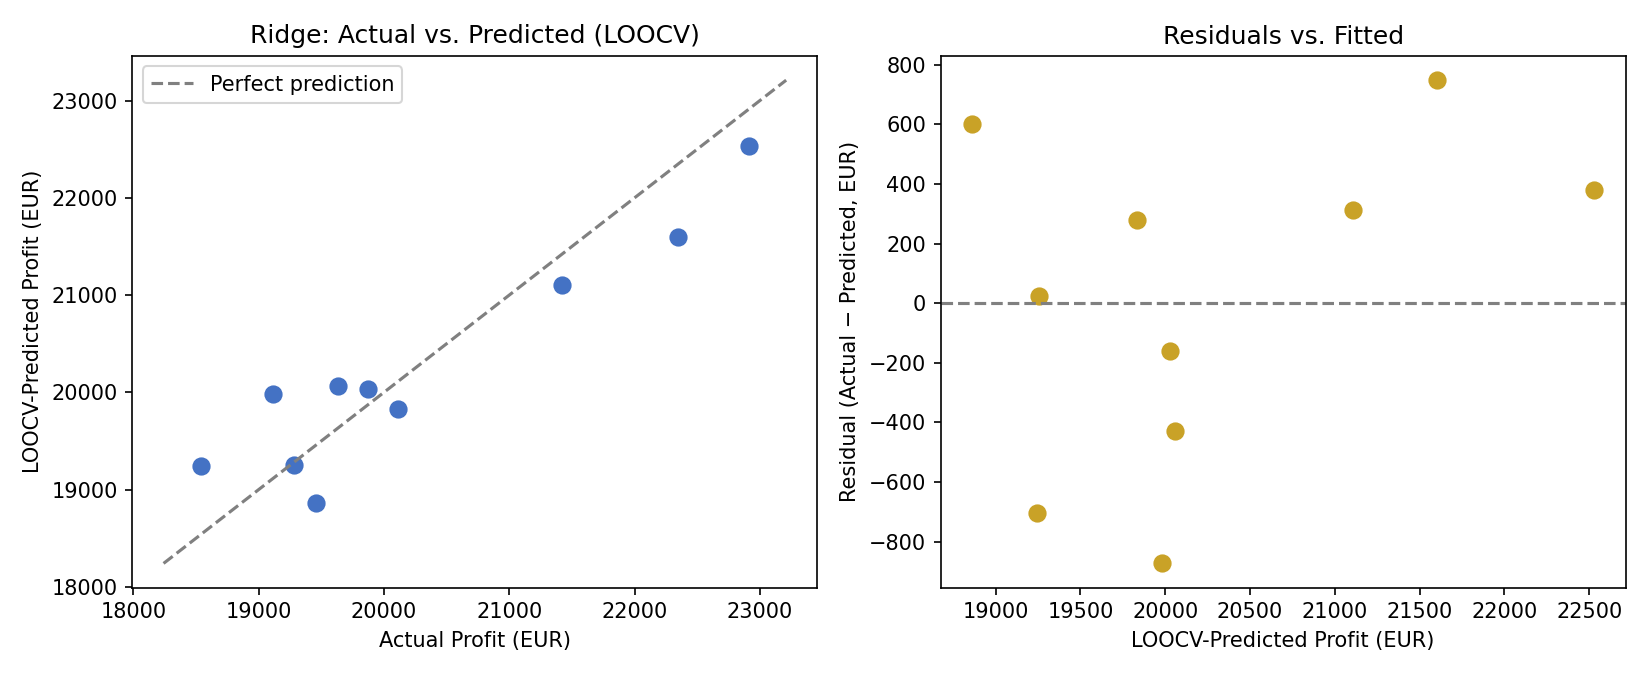 Ridge: Actual vs. Predicted (LOOCV)
Perfect prediction
LOOCV-Predicted Profit (EUR)
23000
22000
21000
20000
19000
18000
18000 19000 20000 21000 22000 23000
Actual Profit (EUR)
Residuals vs. Fitted
Residual (Actual − Predicted, EUR)
800
600
400
200
0
−200
−400
−600
−800
19000 19500 20000 20500 21000 21500 22000 22500
LOOCV-Predicted Profit (EUR)